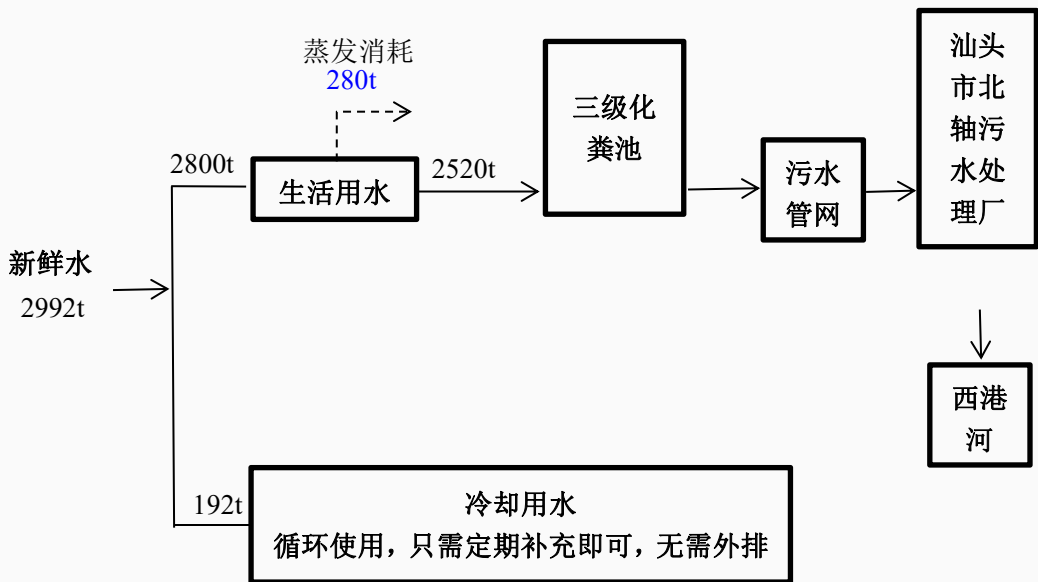 蒸发消耗
280t
2800t
生活用水
2520t
三级化
粪池
污水
管网
汕头
市北
轴污
水处
理厂
新鲜水
2992t
西港
河
192t
冷却用水
循环使用，只需定期补充即可，无需外排